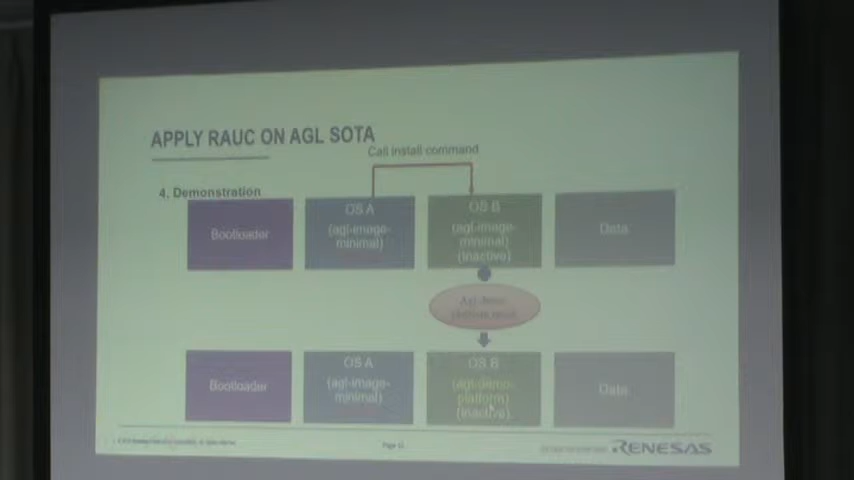 APPLY RAUC ON AGL SOTA
Call install command
4. Demonstration
Bootloader
OS A
(agl-image-
minimal)
OS B
(agl-image-
minimal)
(Inactive)
Data
Bootloader
OS A
(agl-image-
minimal)
OS B
(agl-demo-
platform)
(Inactive)
Data
Page
RENESAS